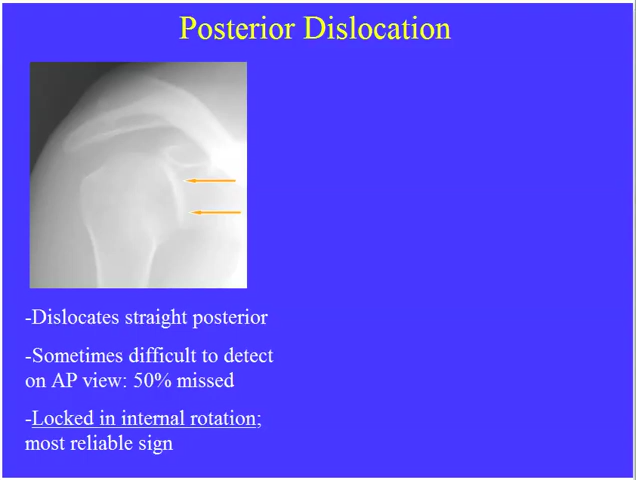 Posterior Dislocation
-Dislocates straight posterior
-Sometimes difficult to detect
on AP view: 50% missed
-Locked in internal rotation;
most reliable sign